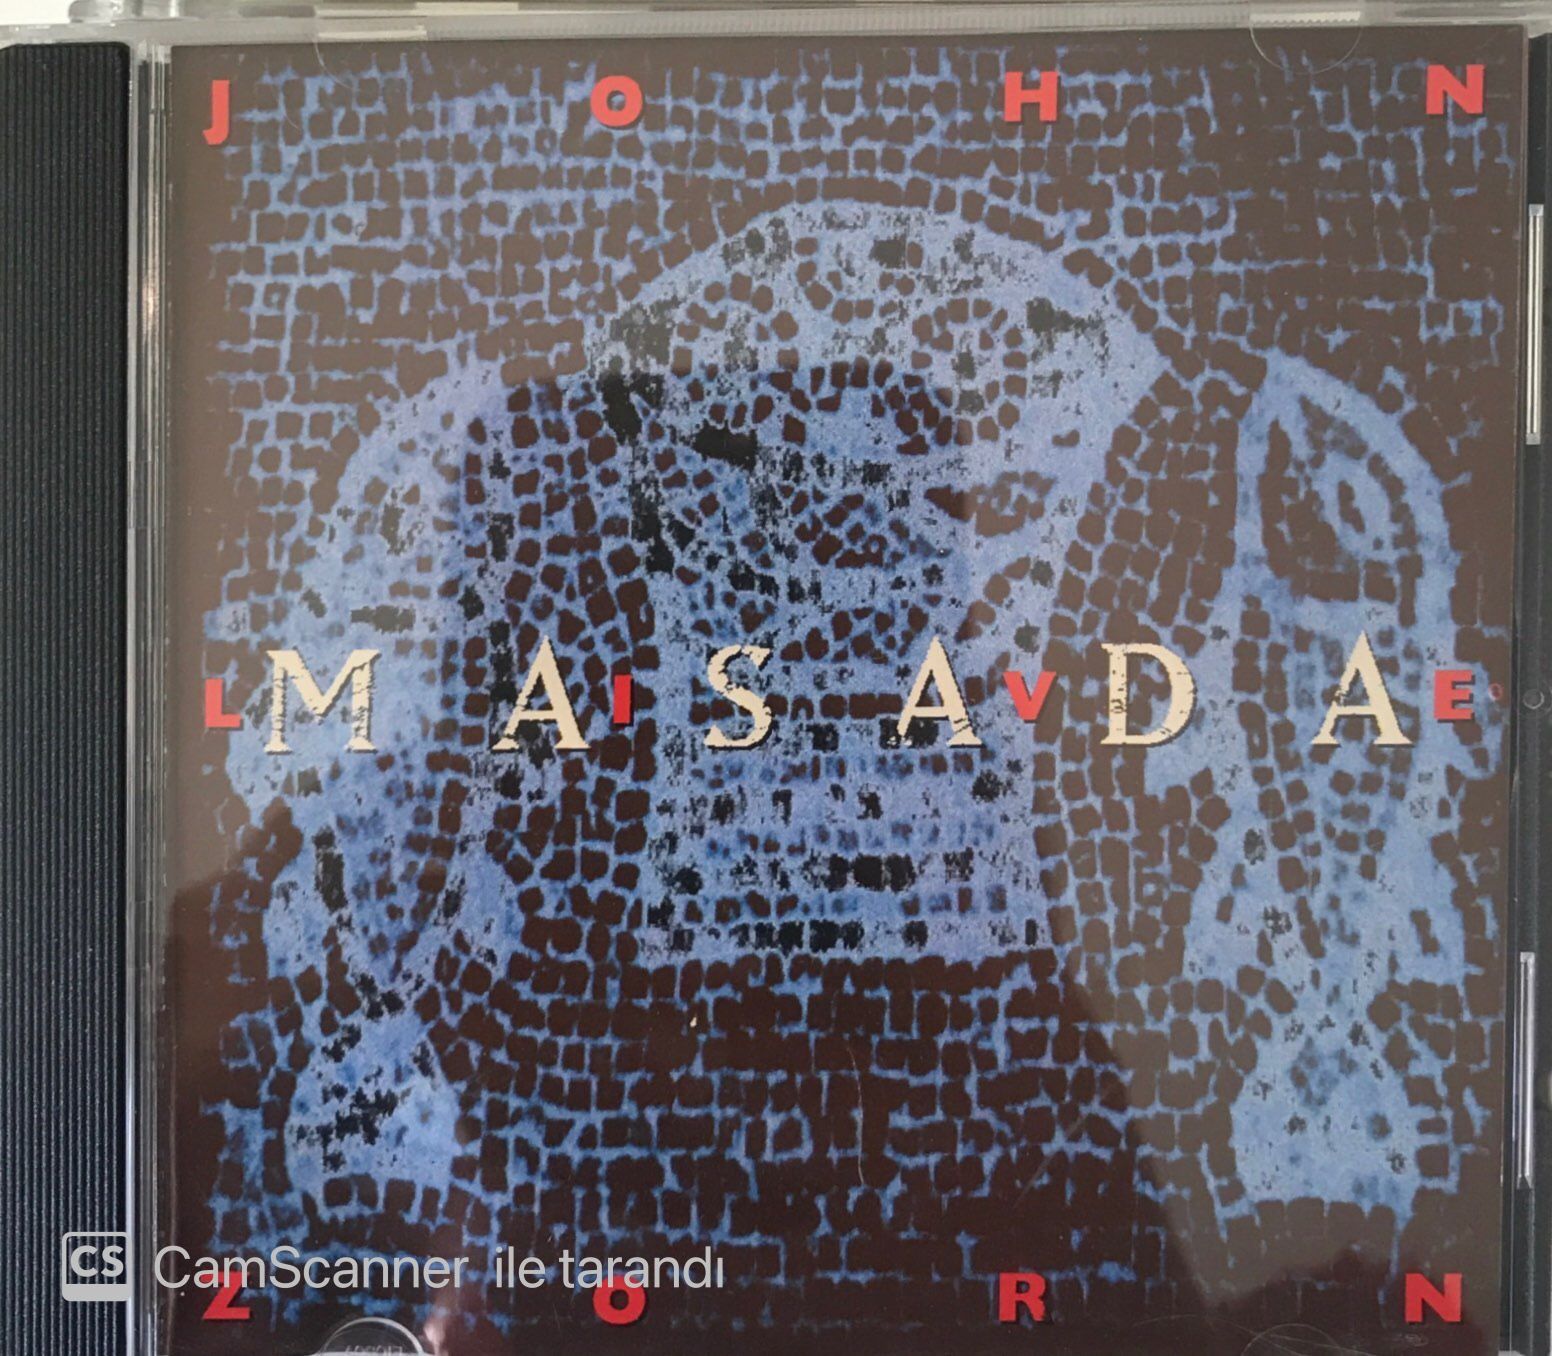 JOHN
LIVE
MASADA
ZORN
CS CamScanner ile tarandı